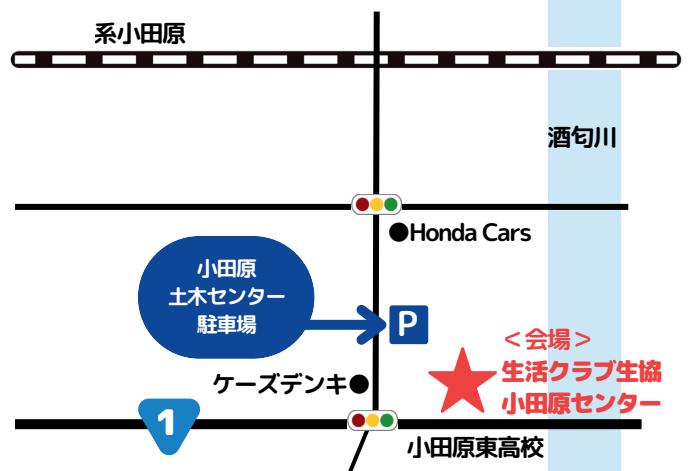 系小田原
酒匂川
●Honda Cars
小田原
土木センター
駐車場
P
ケーズデンキ●
<会場>
生活クラブ生協
小田原センター
1
小田原東高校